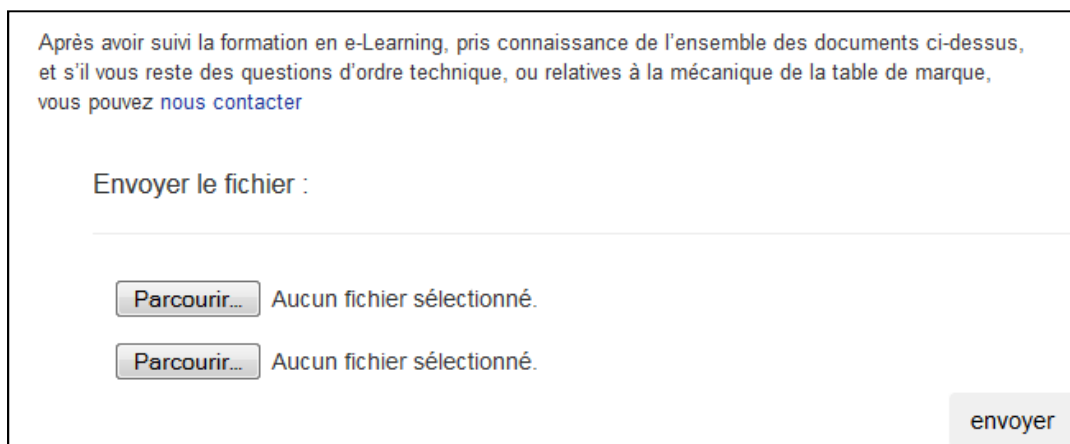 Après avoir suivi la formation en e-Learning, pris connaissance de l'ensemble des documents ci-dessus,
et s'il vous reste des questions d'ordre technique, ou relatives à la mécanique de la table de marque,
vous pouvez nous contacter
Envoyer le fichier :
Parcourir... Aucun fichier sélectionné.
Parcourir... Aucun fichier sélectionné.
envoyer